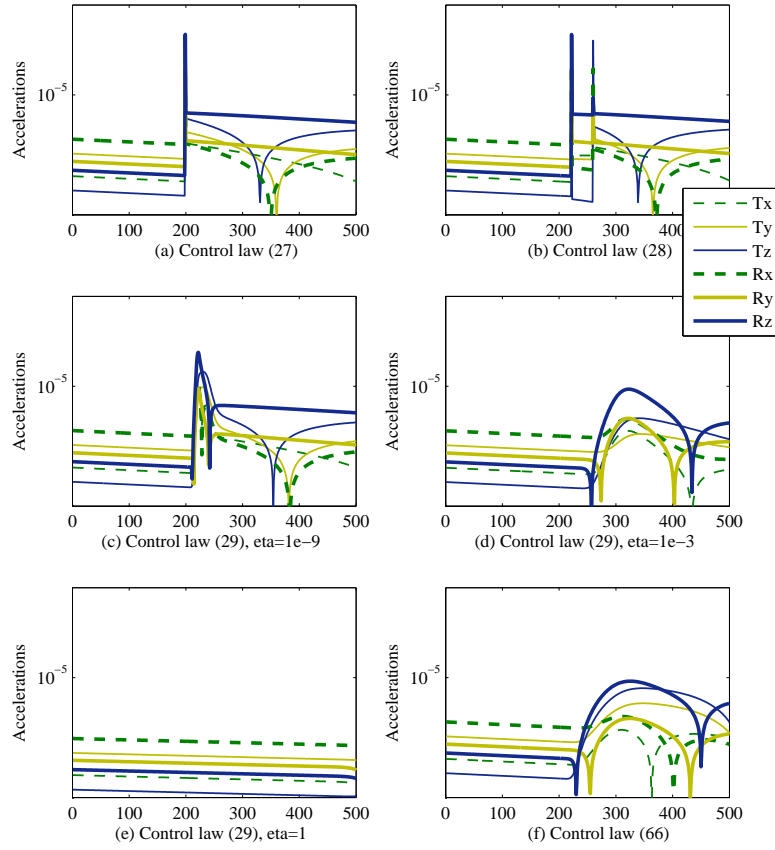 Accelerations
10^-5
0 100 200 300 400 500
(a) Control law (27)
Accelerations
10^-5
0 100 200 300 400 500
(b) Control law (28)
Tx
Ty
Tz
Rx
Ry
Rz
Accelerations
10^-5
0 100 200 300 400 500
(c) Control law (29), eta=1e−9
Accelerations
10^-5
0 100 200 300 400 500
(d) Control law (29), eta=1e−3
Accelerations
10^-5
0 100 200 300 400 500
(e) Control law (29), eta=1
Accelerations
10^-5
0 100 200 300 400 500
(f) Control law (66)